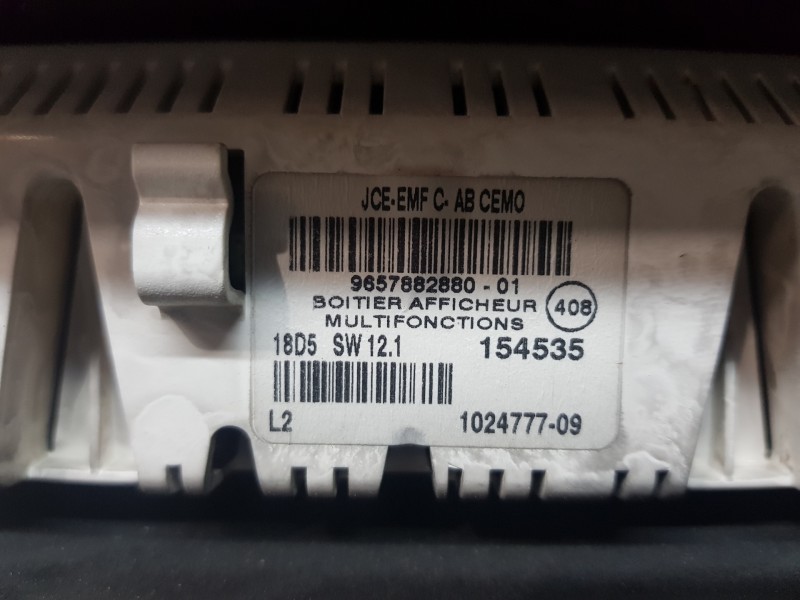 JCE-EMF C- AB CEMO
9657882880 - 01
BOITIER AFFICHEUR
MULTIFONCTIONS
408
18D5 SW 12.1 154535
L2 1024777-09